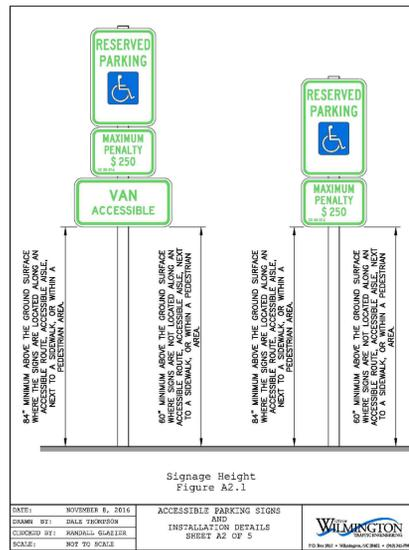 RESERVED
PARKING
MAXIMUM
PENALTY
$ 250
VAN
ACCESSIBLE
RESERVED
PARKING
MAXIMUM
PENALTY
$ 250
84" MINIMUM ABOVE THE GROUND SURFACE
WHERE THE SIGNS ARE LOCATED ALONG AN
ACCESSIBLE ROUTE, ACCESSIBLE AISLE,
NEXT TO A SIDEWALK, OR WITHIN A
PEDESTRIAN AREA.
60" MINIMUM ABOVE THE GROUND SURFACE
WHERE SIGNS ARE NOT LOCATED ALONG AN
ACCESSIBLE ROUTE, ACCESSIBLE AISLE, NEXT
TO A SIDEWALK, OR WITHIN A PEDESTRIAN
AREA.
84" MINIMUM ABOVE THE GROUND SURFACE
WHERE THE SIGNS ARE LOCATED ALONG AN
ACCESSIBLE ROUTE, ACCESSIBLE AISLE,
NEXT TO A SIDEWALK, OR WITHIN A
PEDESTRIAN AREA.
60" MINIMUM ABOVE THE GROUND SURFACE
WHERE SIGNS ARE NOT LOCATED ALONG AN
ACCESSIBLE ROUTE, ACCESSIBLE AISLE, NEXT
TO A SIDEWALK, OR WITHIN A PEDESTRIAN
AREA.
Signage Height
Figure A2.1
DATE: NOVEMBER 8, 2016
DRAWN BY: DALE THOMPSON
CHECKED BY: RANDALL GLAZIER
SCALE: NOT TO SCALE
ACCESSIBLE PARKING SIGNS
AND
INSTALLATION DETAILS
SHEET A2 OF 5
WILMINGTON
TRAFFIC ENGINEERING